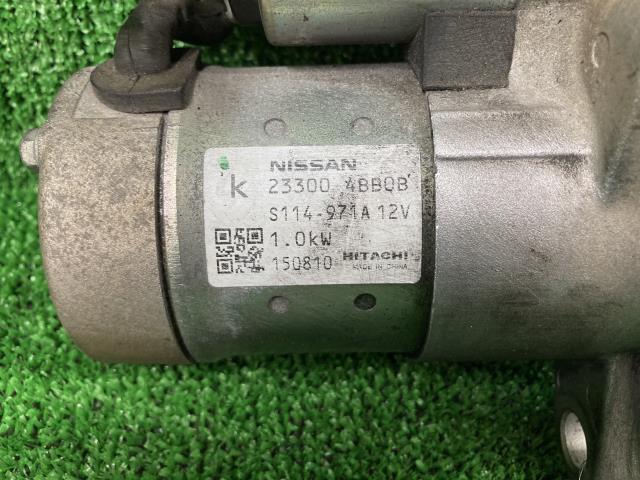 NISSAN
k 23300 4BB0B
S114-971A 12V
1.0kW
150810 HITACHI
MADE IN CHINA